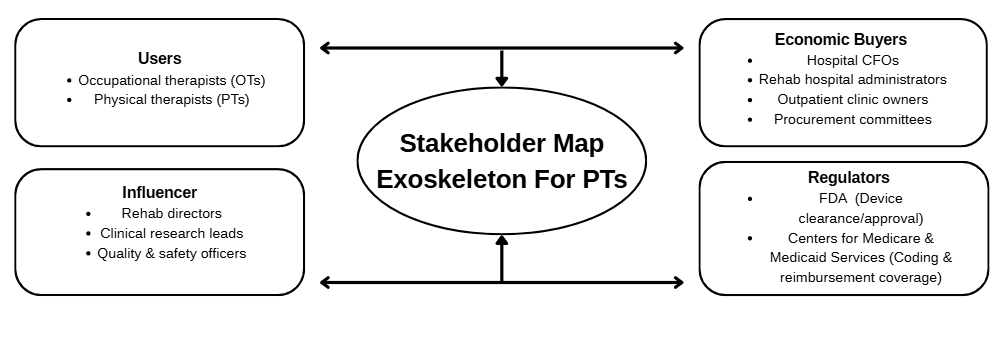 Users
• Occupational therapists (OTs)
• Physical therapists (PTs)
Economic Buyers
• Hospital CFOs
• Rehab hospital administrators
• Outpatient clinic owners
• Procurement committees
Stakeholder Map
Exoskeleton For PTs
Influencer
• Rehab directors
• Clinical research leads
• Quality & safety officers
Regulators
• FDA (Device
clearance/approval)
• Centers for Medicare &
Medicaid Services (Coding &
reimbursement coverage)